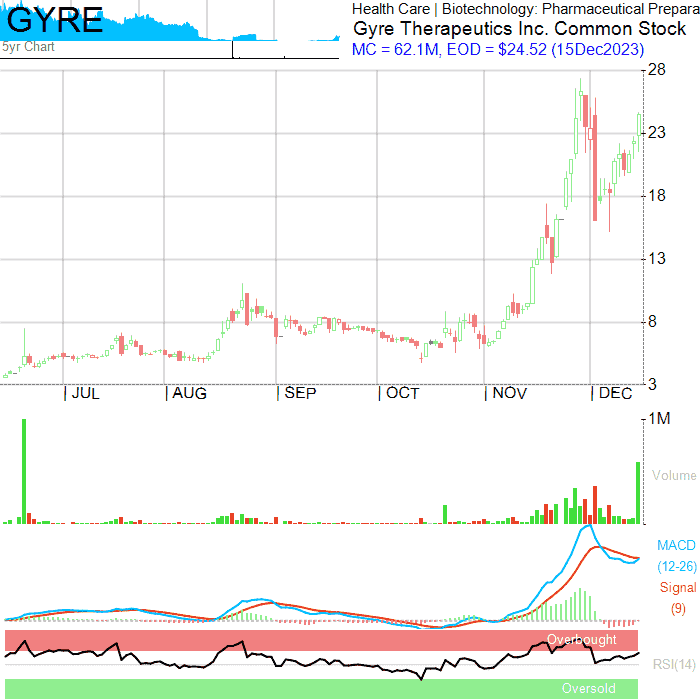 GYRE
5yr Chart
Health Care | Biotechnology: Pharmaceutical Prepara
Gyre Therapeutics Inc. Common Stock
MC = 62.1M, EOD = $24.52 (15Dec2023)
28
23
18
13
8
3
JUL
AUG
SEP
OCT
NOV
DEC
1M
Volume
MACD
(12-26)
Signal
(9)
Overbought
RSI(14)
Oversold